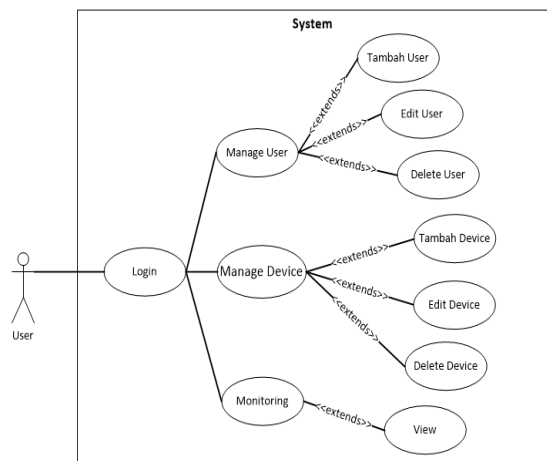 System
Tambah User
<<extends>>
Edit User
<<extends>>
Manage User
<<extends>>
Delete User
Tambah Device
<<extends>>
Login
Manage Device
<<extends>>
Edit Device
<<extends>>
User
Delete Device
Monitoring
<<extends>>
View